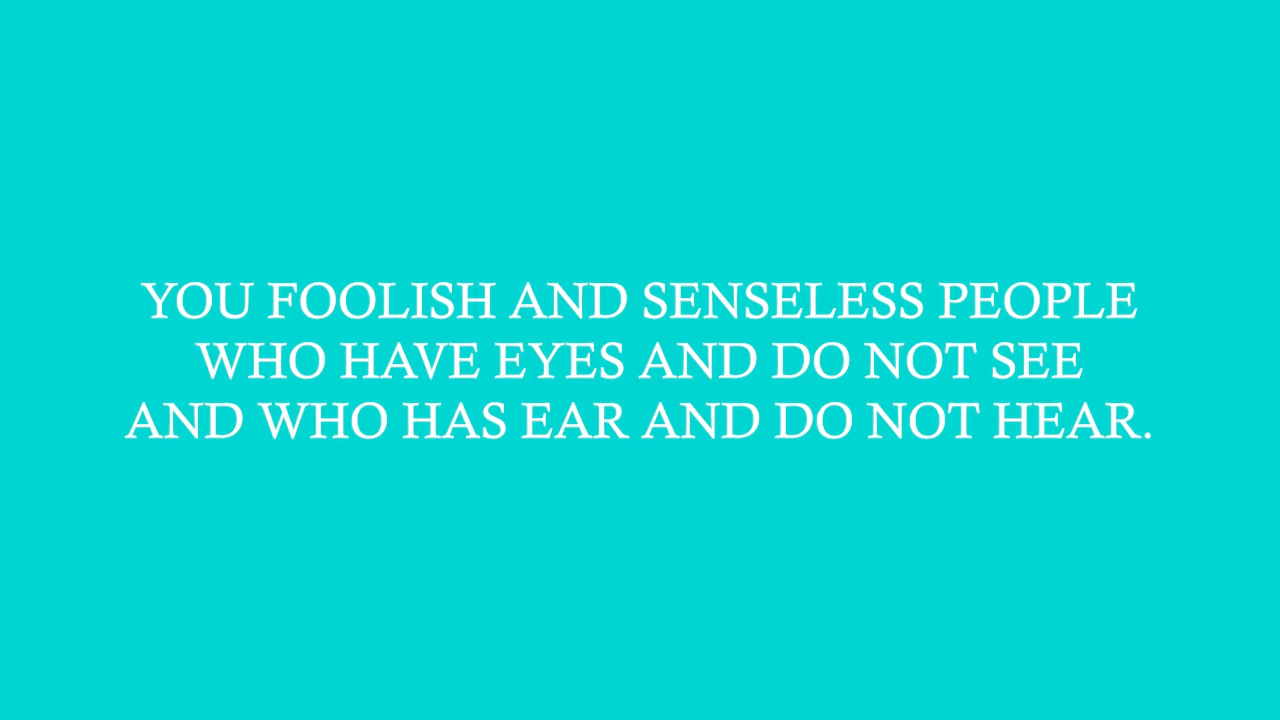 YOU FOOLISH AND SENSELESS PEOPLE
WHO HAVE EYES AND DO NOT SEE
AND WHO HAS EAR AND DO NOT HEAR.